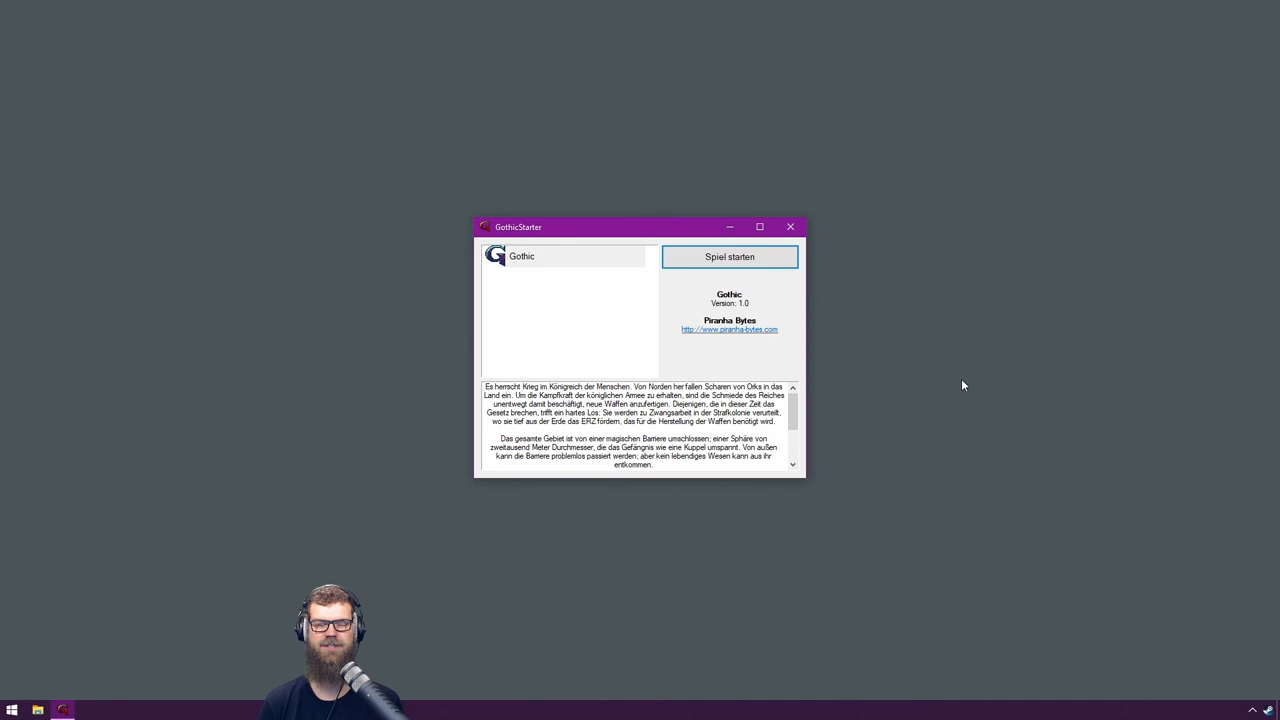 GothicStarter
Gothic
Spiel starten
Gothic
Version: 1.0
Piranha Bytes
http://www.piranha-bytes.com
Es herrscht Krieg im Königreich der Menschen. Von Norden her fallen Scharen von Orks in das
Land ein. Um die Kampfkraft der königlichen Armee zu erhalten, sind die Schmiede des Reiches
unentwegt damit beschäftigt, neue Waffen anzufertigen. Diejenigen, die in dieser Zeit das
Gesetz brechen, trifft ein hartes Los: Sie werden zu Zwangsarbeit in der Strafkolonie verurteilt,
wo sie tief aus der Erde das ERZ fördern, das für die Herstellung der Waffen benötigt wird.
Das gesamte Gebiet ist von einer magischen Barriere umschlossen; einer Sphäre von
zweitausend Meter Durchmesser, die das Gefängnis wie eine Kuppel umspannt. Von außen
kann die Barriere problemlos passiert werden; aber kein lebendiges Wesen kann aus ihr
entkommen.